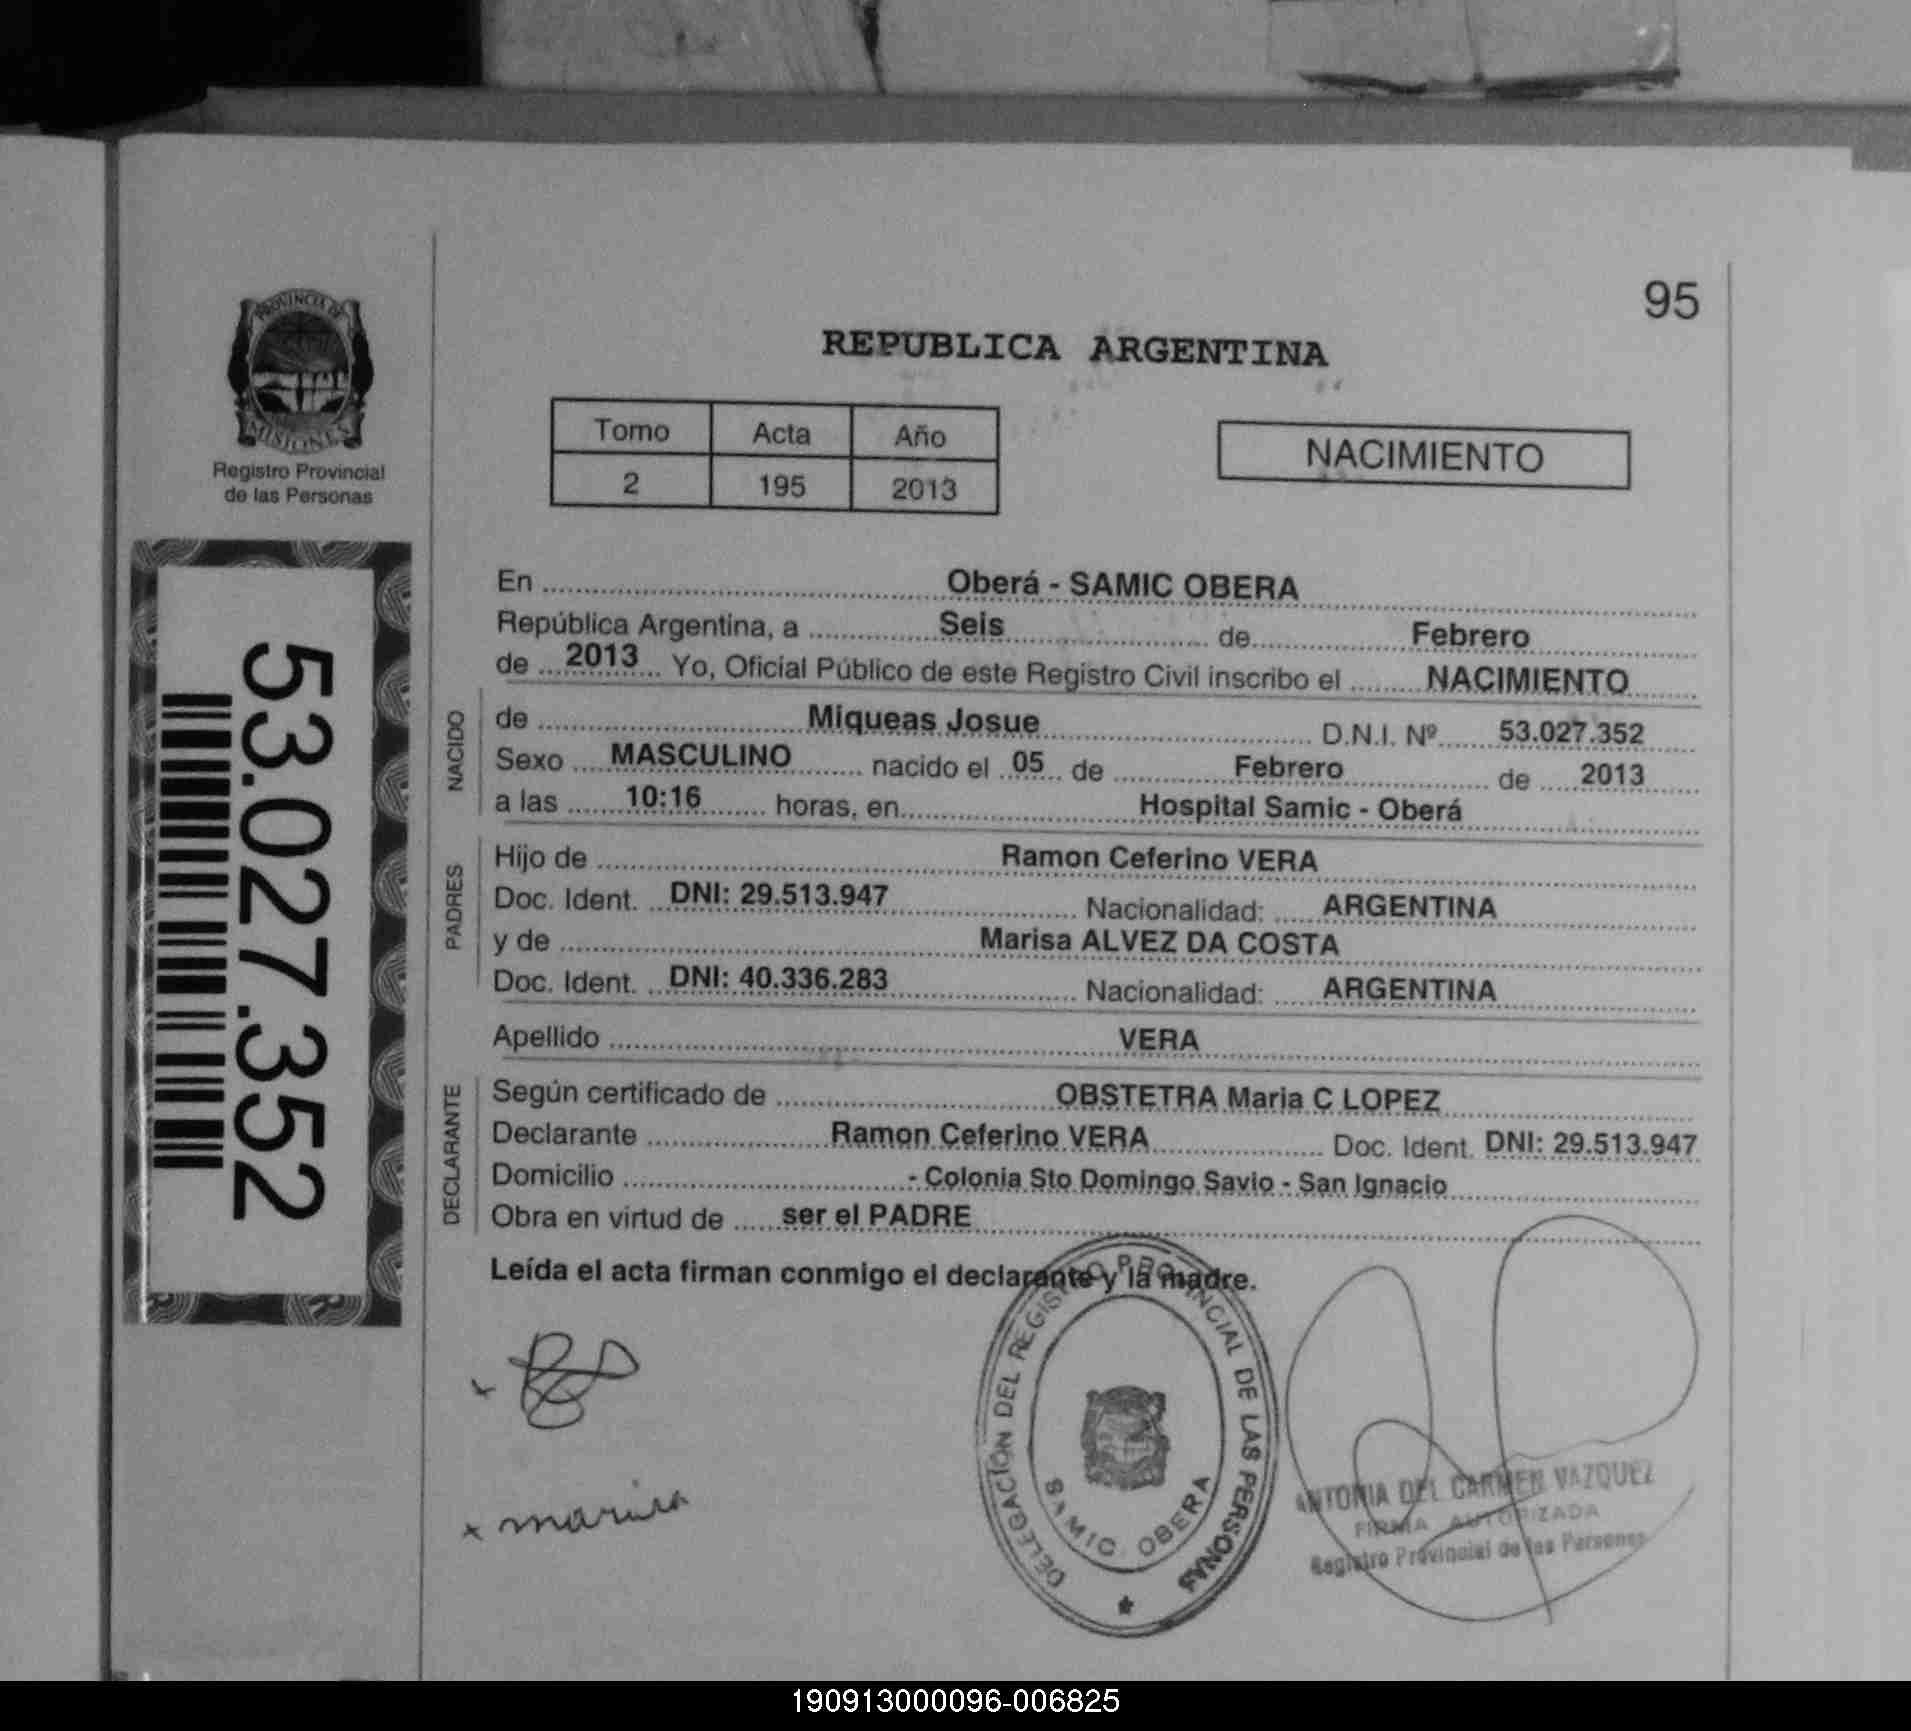 95
PROVINCIA DE
MISIONES
Registro Provincial
de las Personas
REPUBLICA ARGENTINA
Tomo Acta Año
2 195 2013
NACIMIENTO
53.027.352
En Oberá - SAMIC OBERA
República Argentina, a Seis de Febrero
de 2013 Yo, Oficial Público de este Registro Civil inscribo el NACIMIENTO
NACIDO
de Miqueas Josue D.N.I. Nº 53.027.352
Sexo MASCULINO nacido el 05 de Febrero de 2013
a las 10:16 horas, en Hospital Samic - Oberá
PADRES
Hijo de Ramon Ceferino VERA
Doc. Ident. DNI: 29.513.947 Nacionalidad: ARGENTINA
y de Marisa ALVEZ DA COSTA
Doc. Ident. DNI: 40.336.283 Nacionalidad: ARGENTINA
Apellido VERA
DECLARANTE
Según certificado de OBSTETRA Maria C LOPEZ
Declarante Ramon Ceferino VERA Doc. Ident. DNI: 29.513.947
Domicilio - Colonia Sto Domingo Savio - San Ignacio
Obra en virtud de ser el PADRE
Leída el acta firman conmigo el declarante y la madre.
DELEGACIÓN DEL REGISTRO PROVINCIAL DE LAS PERSONAS
SAMIC OBERA
x
x marisa
ANTONIA DEL CARMEN VAZQUEZ
FIRMA AUTORIZADA
Registro Provincial de las Personas
190913000096-006825